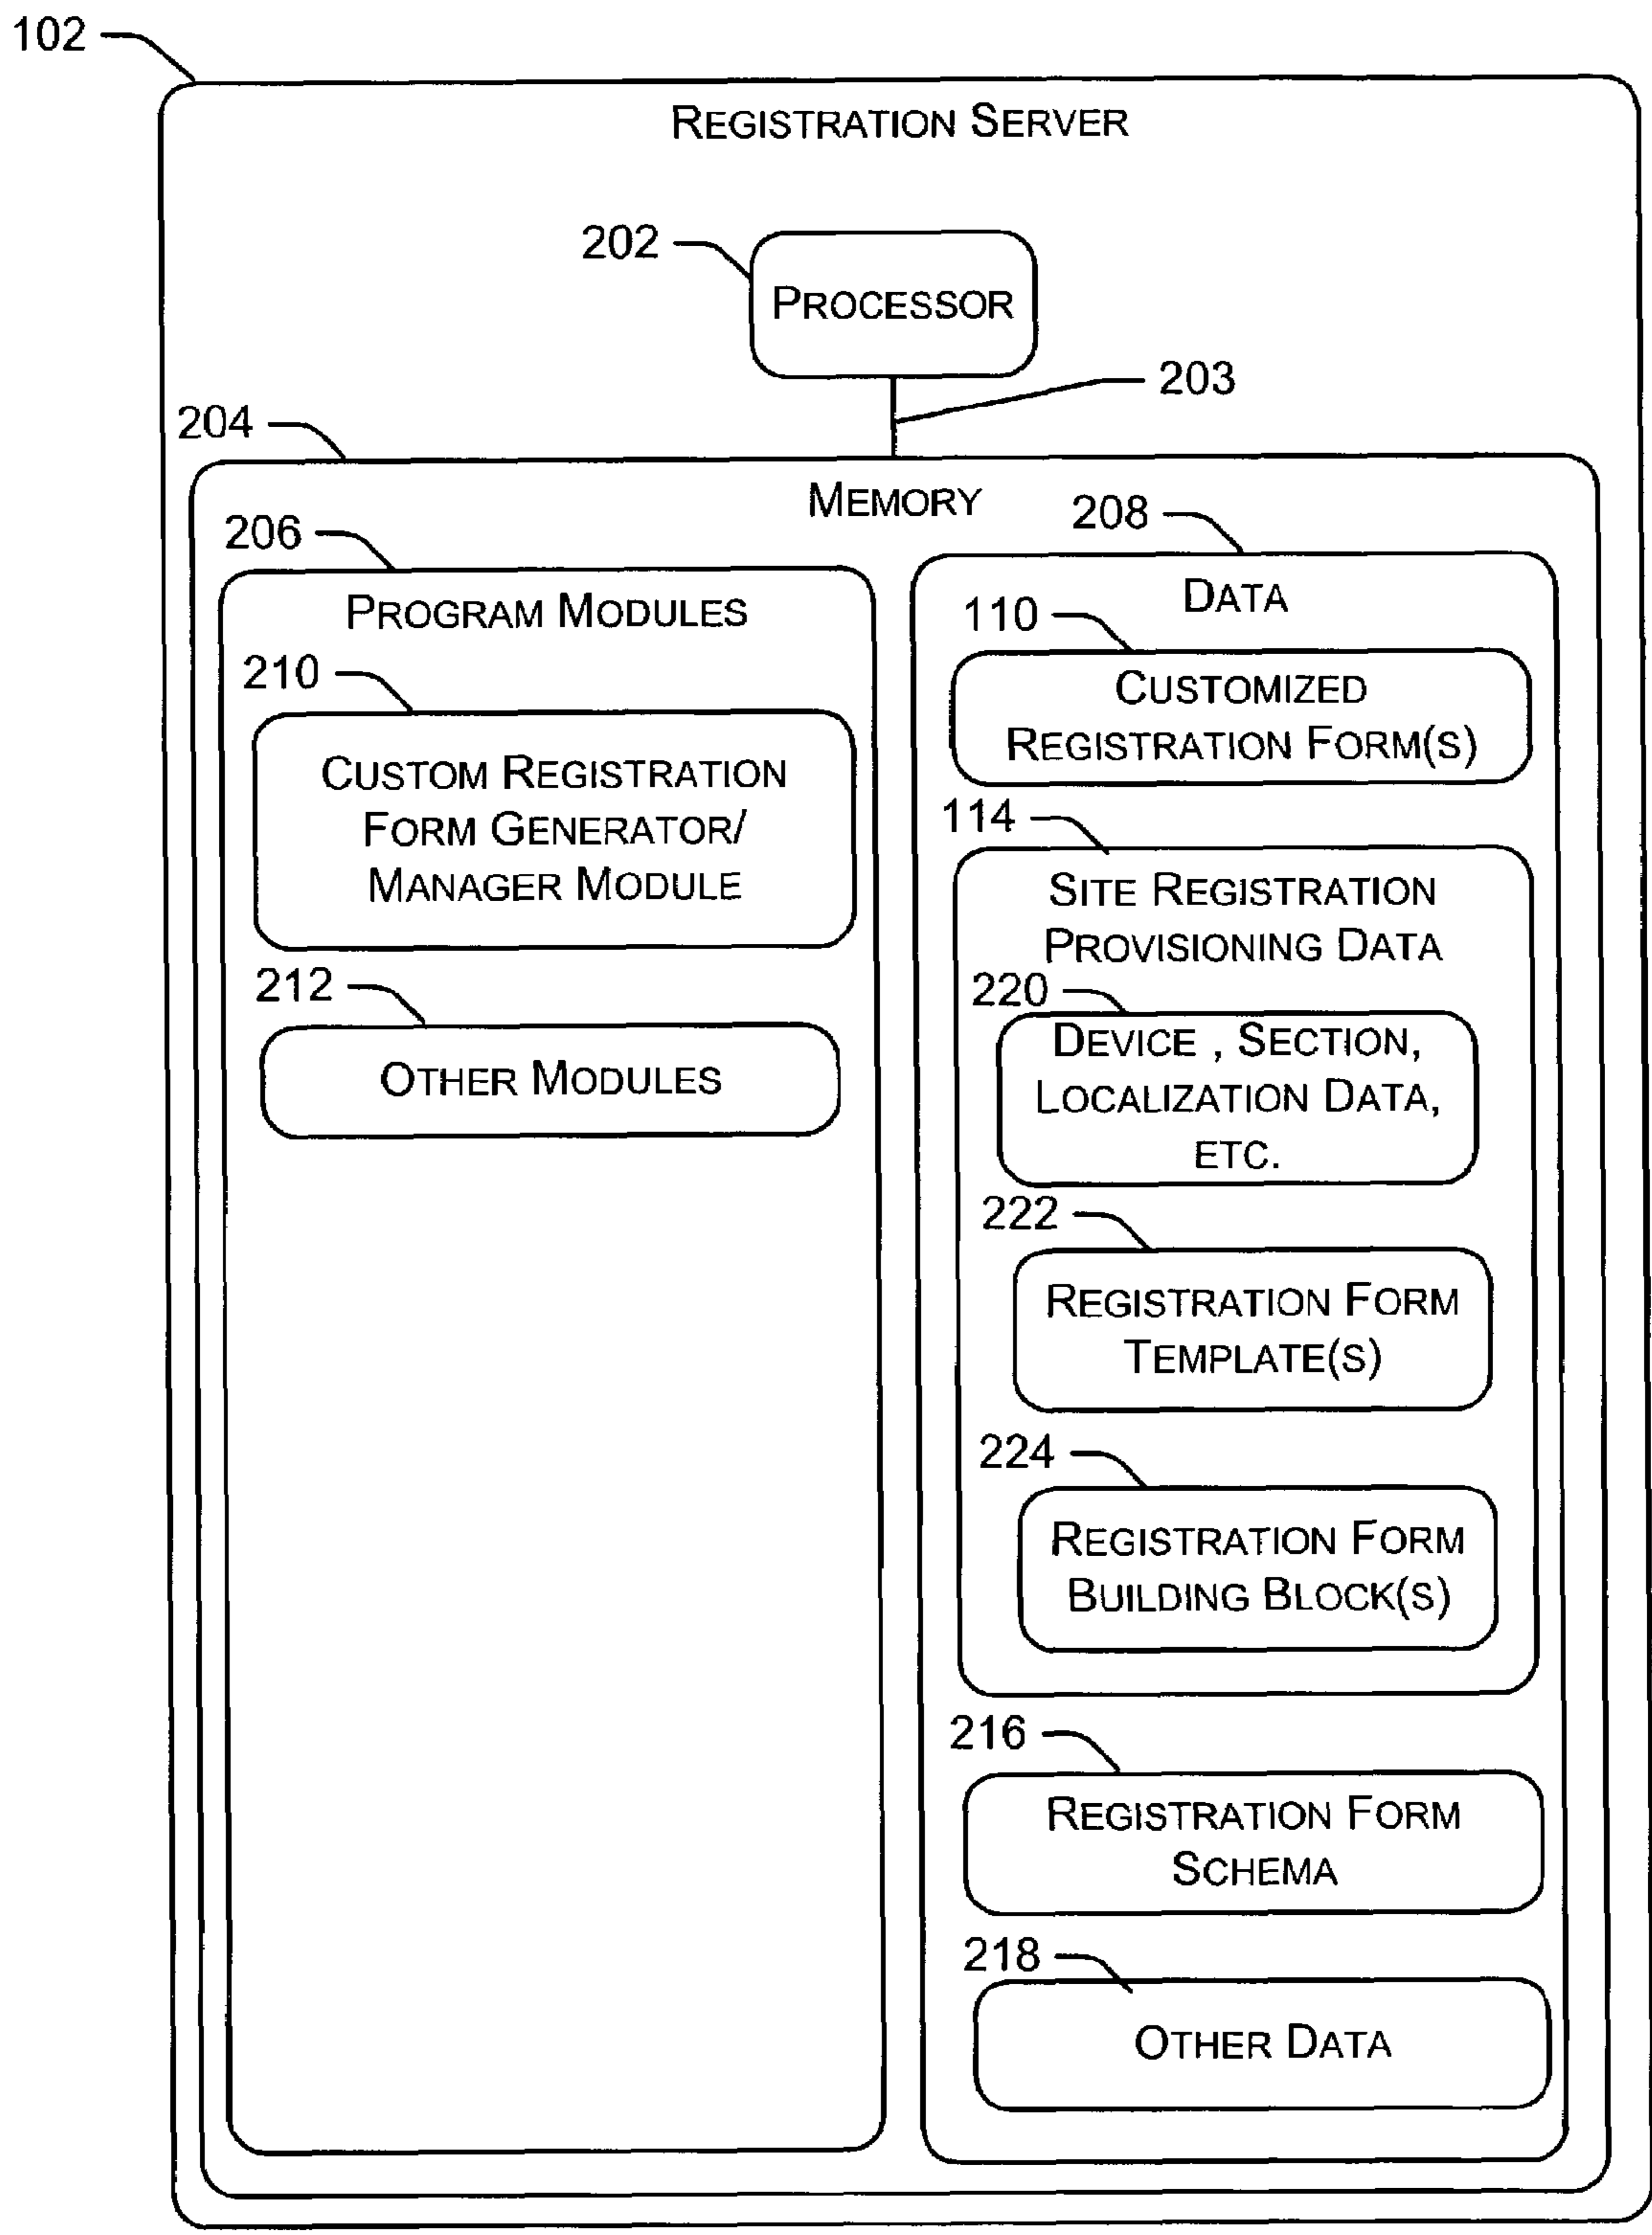 102
REGISTRATION SERVER
202
PROCESSOR
203
204
MEMORY
206
PROGRAM MODULES
210
CUSTOM REGISTRATION
FORM GENERATOR/
MANAGER MODULE
212
OTHER MODULES
208
DATA
110
CUSTOMIZED
REGISTRATION FORM(S)
114
SITE REGISTRATION
PROVISIONING DATA
220
DEVICE , SECTION,
LOCALIZATION DATA,
ETC.
222
REGISTRATION FORM
TEMPLATE(S)
224
REGISTRATION FORM
BUILDING BLOCK(S)
216
REGISTRATION FORM
SCHEMA
218
OTHER DATA